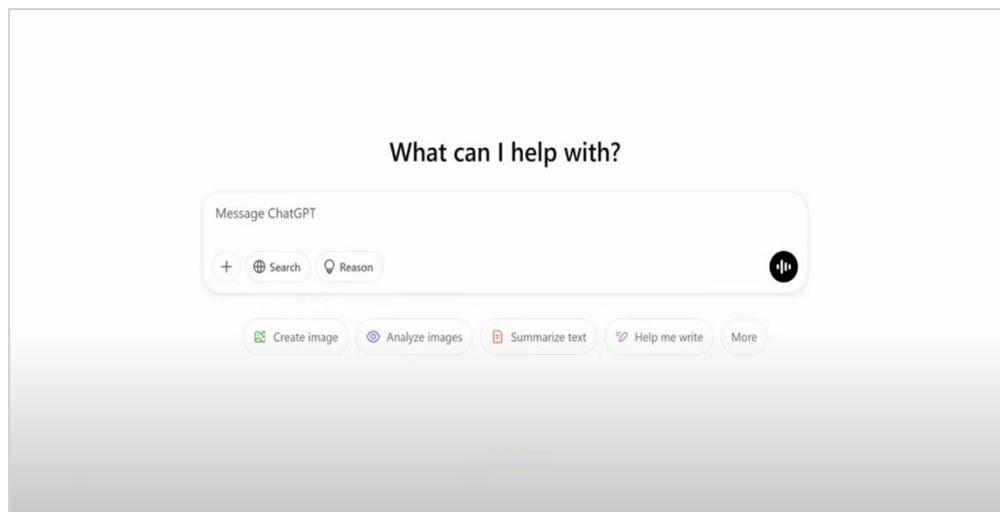 What can I help with?
Message ChatGPT
Search
Reason
Create image
Analyze images
Summarize text
Help me write
More